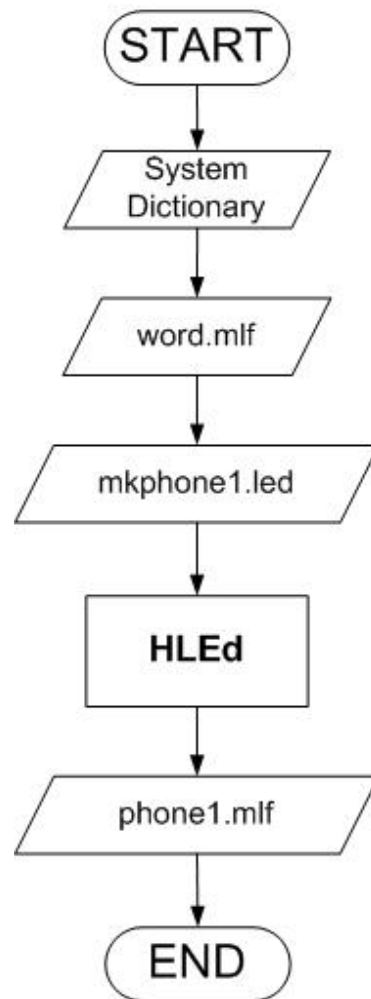 START
System
Dictionary
word.mlf
mkphone1.led
HLEd
phone1.mlf
END